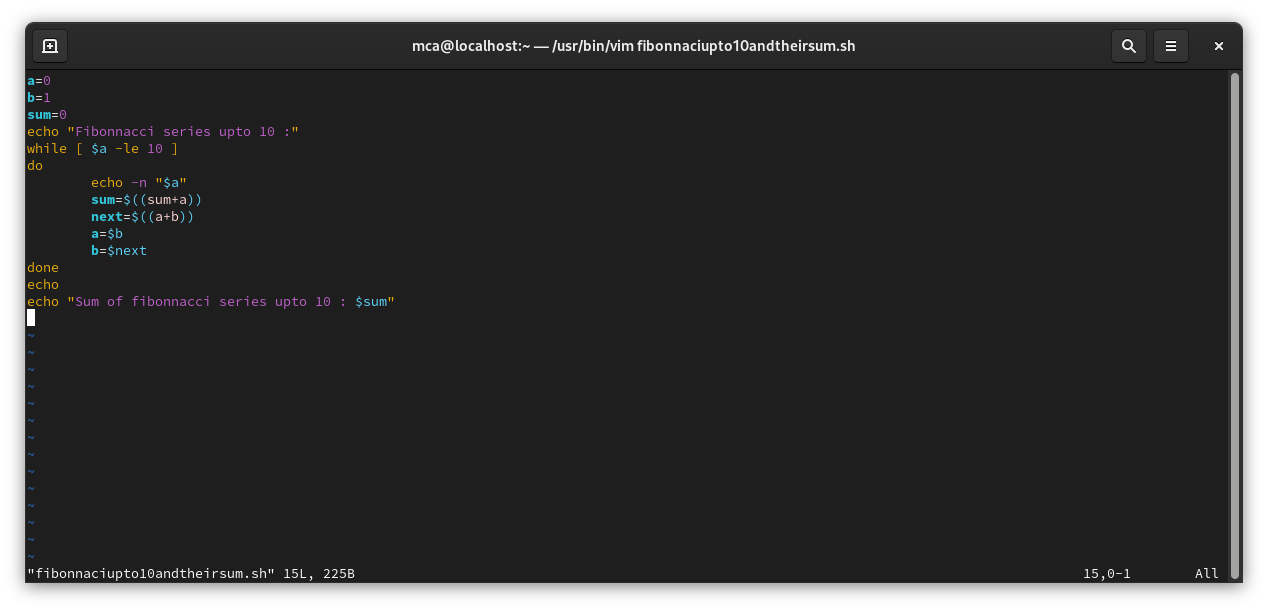 mca@localhost:~ — /usr/bin/vim fibonnaciupto10andtheirsum.sh
a=0
b=1
sum=0
echo "Fibonnacci series upto 10 :"
while [ $a -le 10 ]
do
        echo -n "$a"
        sum=$((sum+a))
        next=$((a+b))
        a=$b
        b=$next
done
echo
echo "Sum of fibonnacci series upto 10 : $sum"
~
~
~
~
~
~
~
~
~
~
~
~
~
~
"fibonnaciupto10andtheirsum.sh" 15L, 225B 15,0-1 All